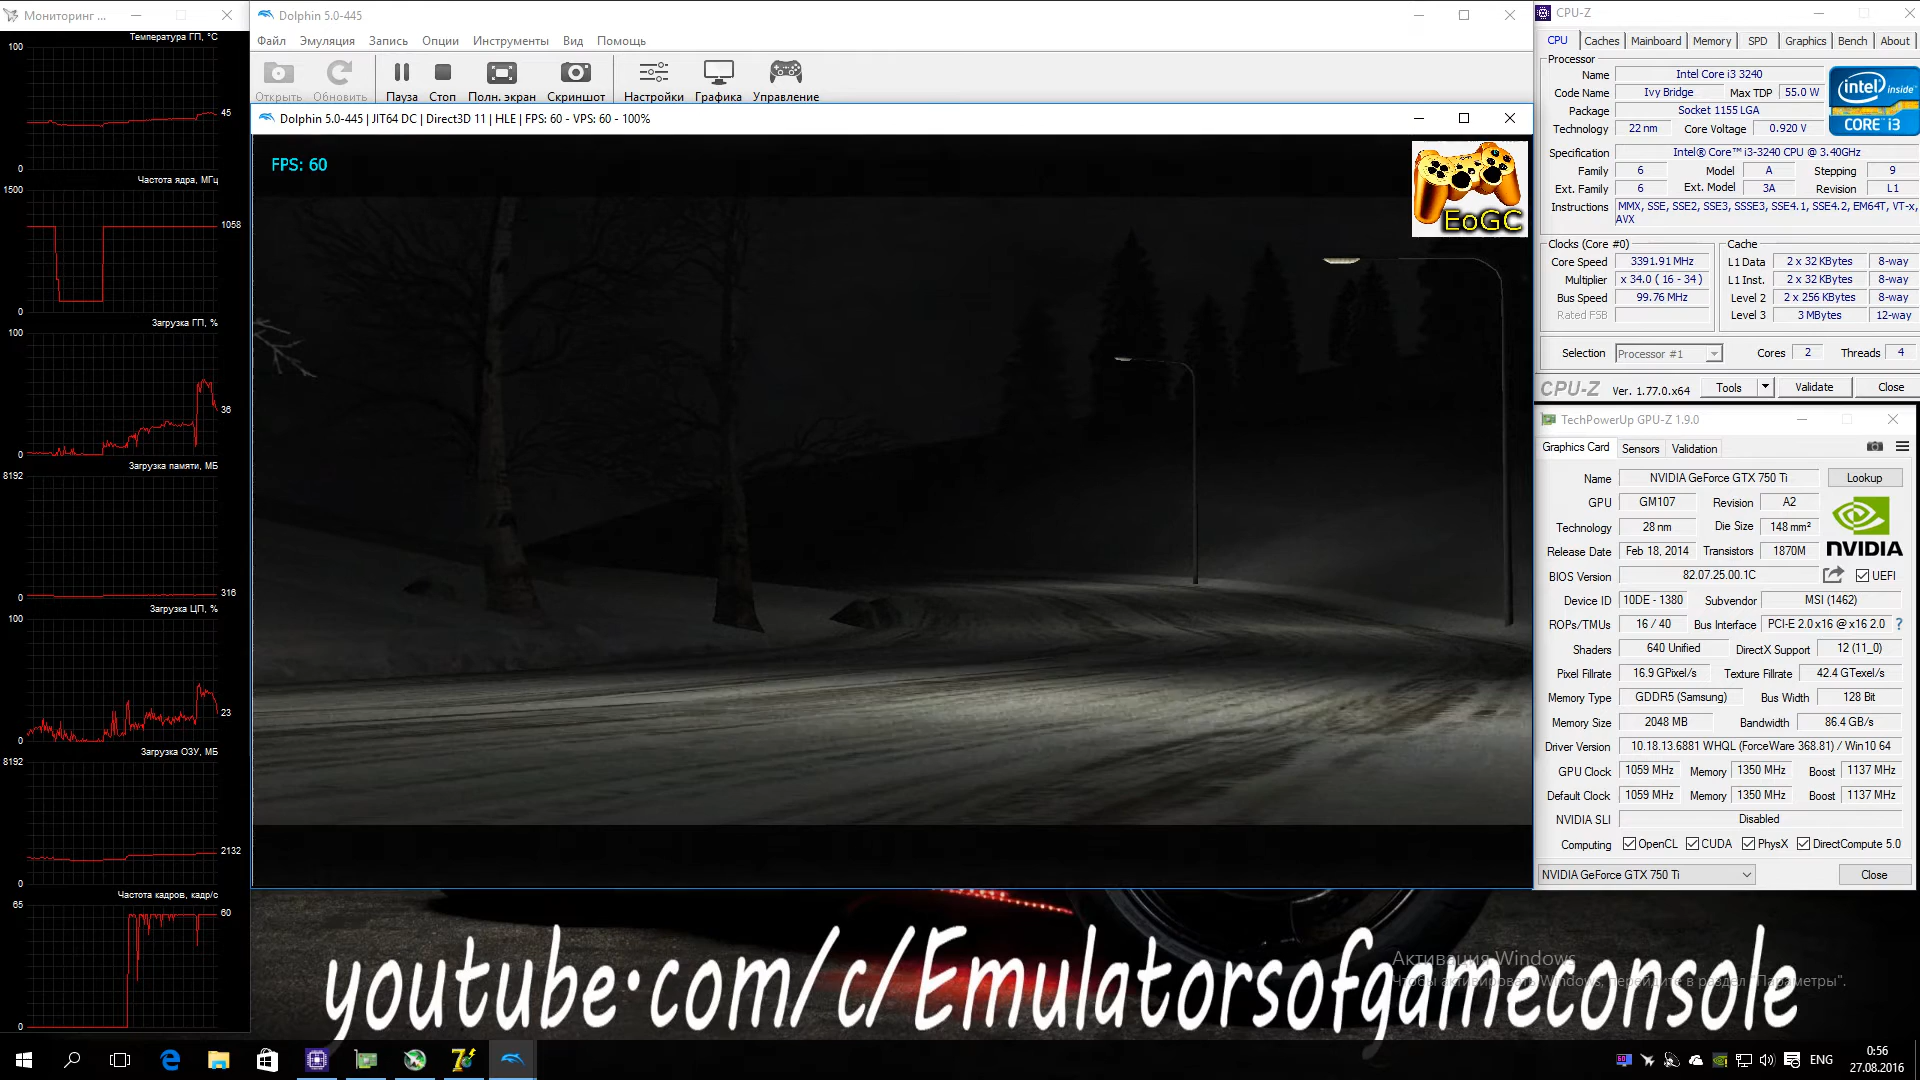 Мониторинг ...
Температура ГП, °C
100
45
0
Частота ядра, МГц
1500
1058
0
Загрузка ГП, %
100
36
0
Загрузка памяти, МБ
8192
316
0
Загрузка ЦП, %
100
23
0
Загрузка ОЗУ, МБ
8192
2132
0
Частота кадров, кадр/с
65
60
0
Dolphin 5.0-445
Файл Эмуляция Запись Опции Инструменты Вид Помощь
Открыть Обновить Пауза Стоп Полн. экран Скриншот Настройки Графика Управление
Dolphin 5.0-445 | JIT64 DC | Direct3D 11 | HLE | FPS: 60 - VPS: 60 - 100%
FPS: 60
EoGC
CPU-Z
CPU Caches Mainboard Memory SPD Graphics Bench About
Processor
Name Intel Core i3 3240
Code Name Ivy Bridge Max TDP 55.0 W
Package Socket 1155 LGA
Technology 22 nm Core Voltage 0.920 V
intel inside™
CORE i3
Specification Intel® Core™ i3-3240 CPU @ 3.40GHz
Family 6 Model A Stepping 9
Ext. Family 6 Ext. Model 3A Revision L1
Instructions MMX, SSE, SSE2, SSE3, SSSE3, SSE4.1, SSE4.2, EM64T, VT-x,
AVX
Clocks (Core #0)
Core Speed 3391.91 MHz
Multiplier x 34.0 ( 16 - 34 )
Bus Speed 99.76 MHz
Rated FSB
Cache
L1 Data 2 x 32 KBytes 8-way
L1 Inst. 2 x 32 KBytes 8-way
Level 2 2 x 256 KBytes 8-way
Level 3 3 MBytes 12-way
Selection Processor #1 Cores 2 Threads 4
CPU-Z Ver. 1.77.0.x64 Tools Validate Close
TechPowerUp GPU-Z 1.9.0
Graphics Card Sensors Validation
Name NVIDIA GeForce GTX 750 Ti Lookup
GPU GM107 Revision A2
Technology 28 nm Die Size 148 mm²
Release Date Feb 18, 2014 Transistors 1870M
NVIDIA
BIOS Version 82.07.25.00.1C UEFI
Device ID 10DE - 1380 Subvendor MSI (1462)
ROPs/TMUs 16 / 40 Bus Interface PCI-E 2.0 x16 @ x16 2.0 ?
Shaders 640 Unified DirectX Support 12 (11_0)
Pixel Fillrate 16.9 GPixel/s Texture Fillrate 42.4 GTexel/s
Memory Type GDDR5 (Samsung) Bus Width 128 Bit
Memory Size 2048 MB Bandwidth 86.4 GB/s
Driver Version 10.18.13.6881 WHQL (ForceWare 368.81) / Win10 64
GPU Clock 1059 MHz Memory 1350 MHz Boost 1137 MHz
Default Clock 1059 MHz Memory 1350 MHz Boost 1137 MHz
NVIDIA SLI Disabled
Computing OpenCL CUDA PhysX DirectCompute 5.0
NVIDIA GeForce GTX 750 Ti Close
youtube.com/c/Emulatorsofgameconsole
Активация Windows
Чтобы активировать Windows, перейдите в раздел "Параметры".
ENG
0:56
27.08.2016